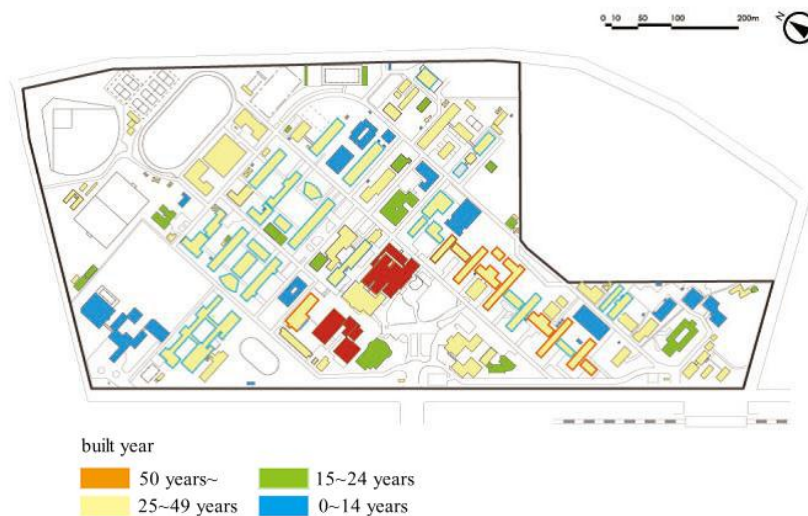 0 10 50 100 200m
N
built year
50 years~
15~24 years
25~49 years
0~14 years